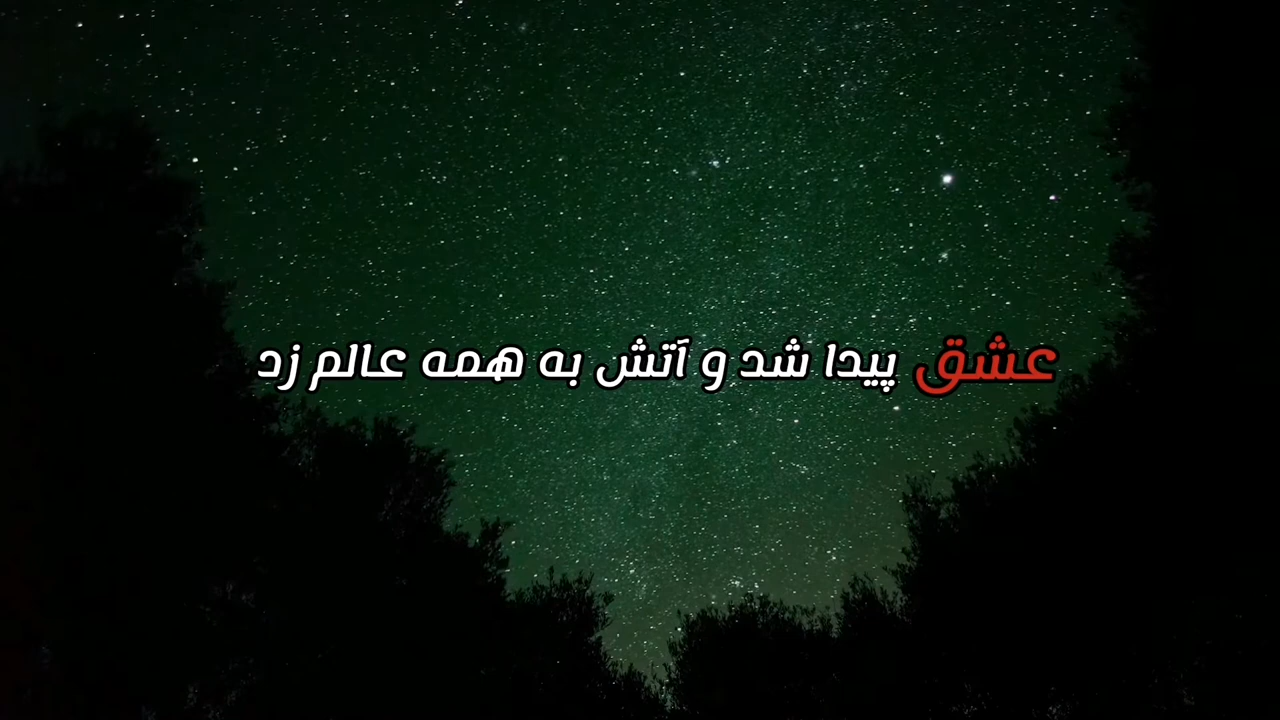 عشق پیدا شد و آتش به همه عالم زد